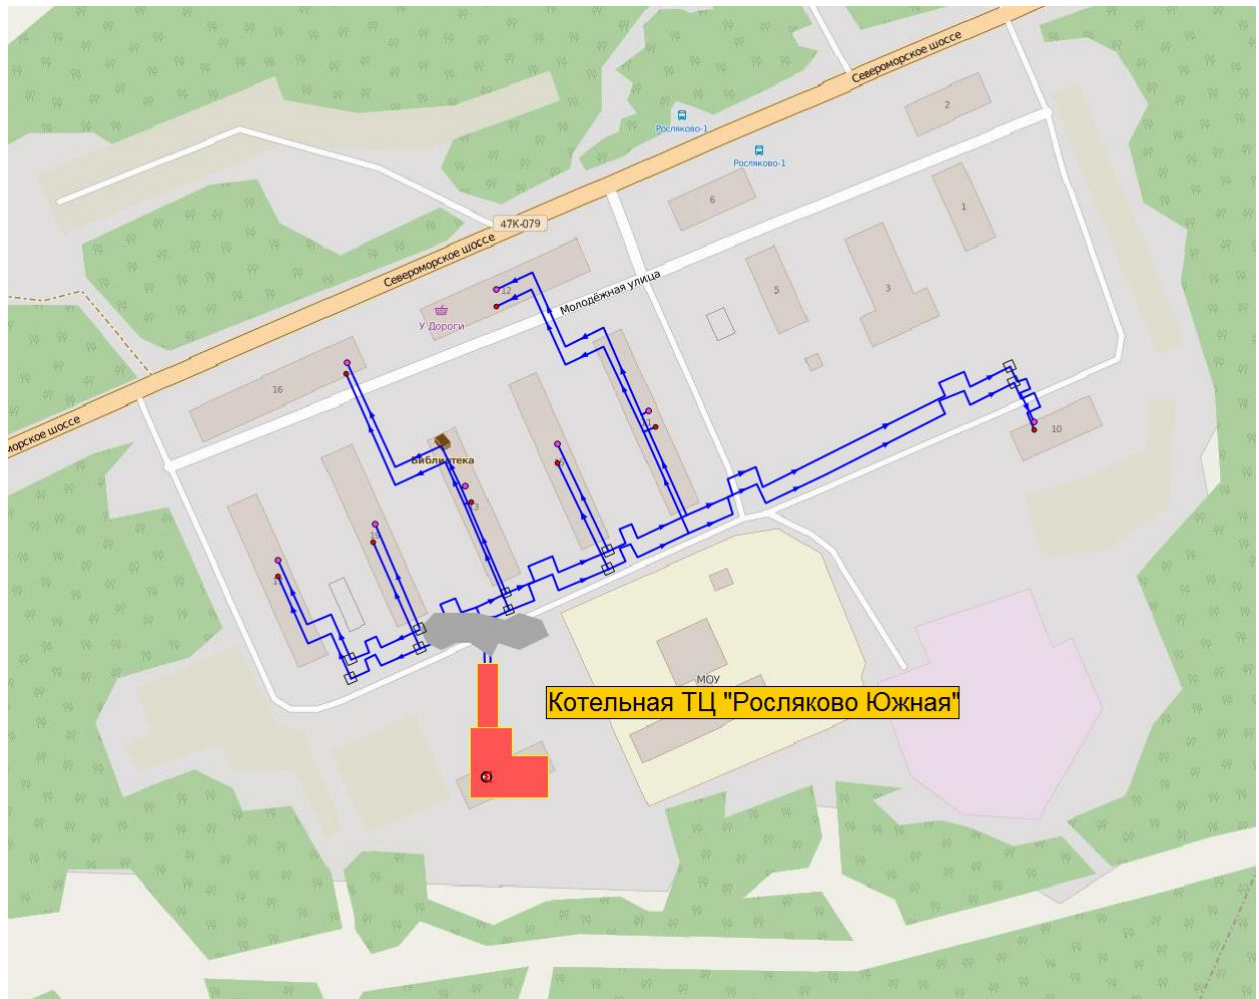 Североморское шоссе
2
Росляково-1
Росляково-1
1
6
47К-079
Североморское шоссе
12
5
3
Молодёжная улица
У Дороги
16
10
Библиотека
морское шоссе
МОУ
Котельная ТЦ "Росляково Южная"